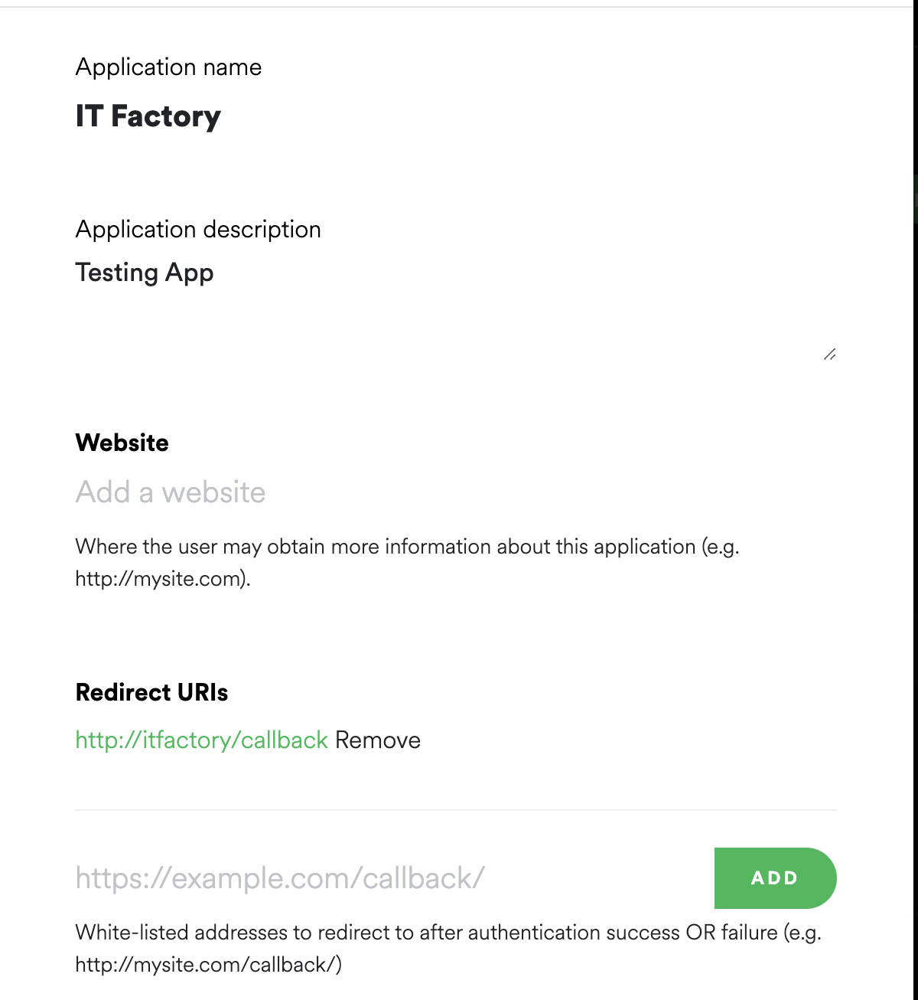 Application name
IT Factory
Application description
Testing App
Website
Add a website
Where the user may obtain more information about this application (e.g.
http://mysite.com).
Redirect URIs
http://itfactory/callback Remove
https://example.com/callback/
ADD
White-listed addresses to redirect to after authentication success OR failure (e.g.
http://mysite.com/callback/)